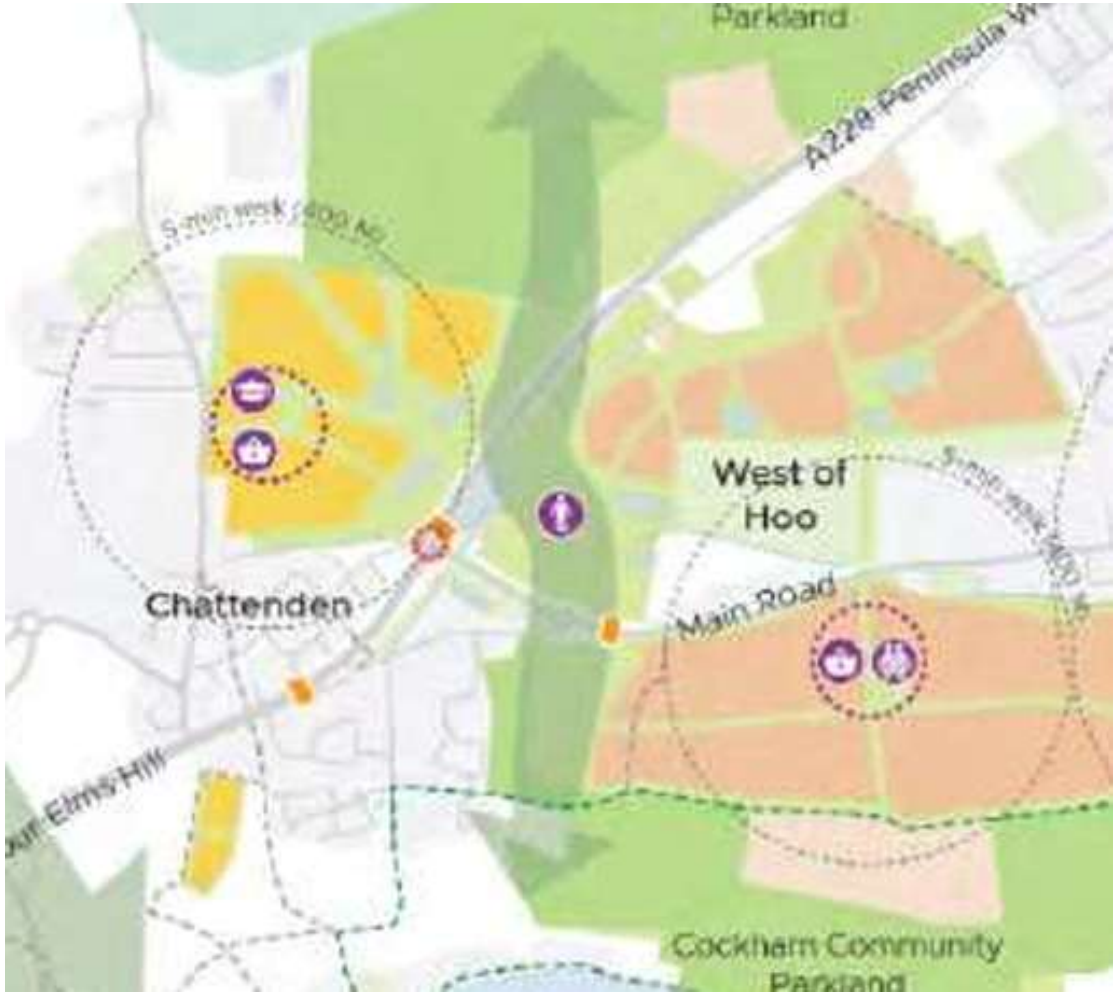 Parkland
A228 Peninsula W
5-min walk (400 m)
West of
Hoo
5-min walk (400
Chattenden
Main Road
Elms Hill
Cockham Community
Parkland